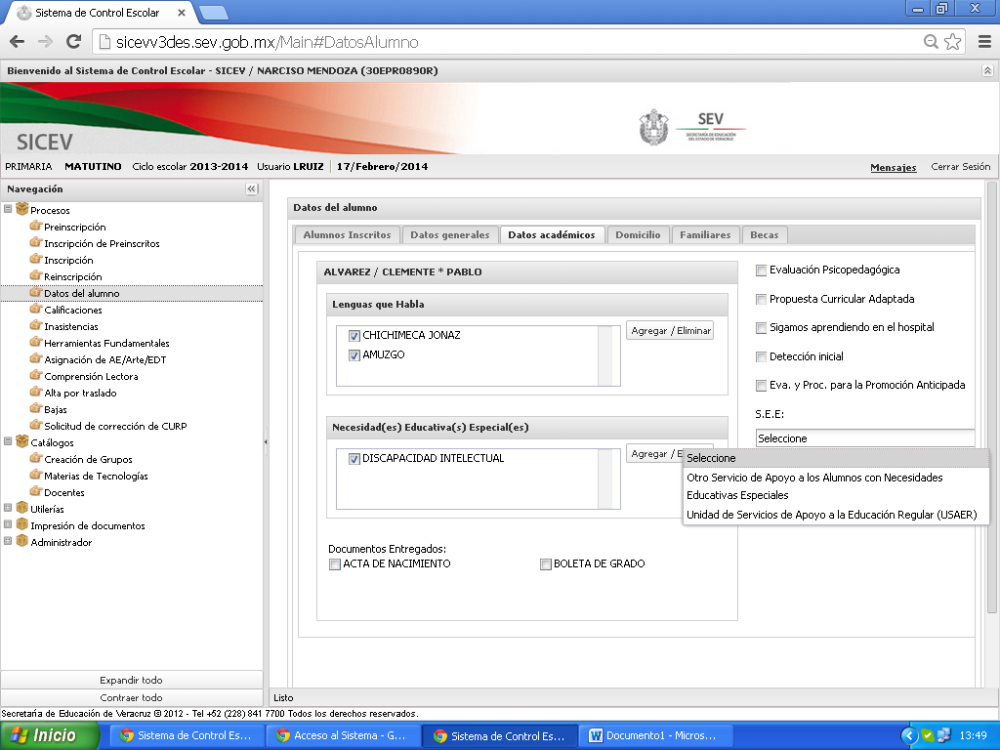 Sistema de Control Escolar
sicevv3des.sev.gob.mx/Main#DatosAlumno
Bienvenido al Sistema de Control Escolar - SICEV / NARCISO MENDOZA (30EPR0890R)
SICEV
SEV
SECRETARÍA DE EDUCACIÓN
DEL ESTADO DE VERACRUZ
PRIMARIA MATUTINO Ciclo escolar 2013-2014 Usuario LRUIZ 17/Febrero/2014 Mensajes Cerrar Sesión
Navegación
Procesos
Preinscripción
Inscripción de Preinscritos
Inscripción
Reinscripción
Datos del alumno
Calificaciones
Inasistencias
Herramientas Fundamentales
Asignación de AE/Arte/EDT
Comprensión Lectora
Alta por traslado
Bajas
Solicitud de corrección de CURP
Catálogos
Creación de Grupos
Materias de Tecnologías
Docentes
Utilerías
Impresión de documentos
Administrador
Expandir todo
Contraer todo
Datos del alumno
Alumnos Inscritos Datos generales Datos académicos Domicilio Familiares Becas
ALVAREZ / CLEMENTE * PABLO
Lenguas que Habla
CHICHIMECA JONAZ
AMUZGO
Agregar / Eliminar
Necesidad(es) Educativa(s) Especial(es)
DISCAPACIDAD INTELECTUAL
Agregar / E
Documentos Entregados:
ACTA DE NACIMIENTO BOLETA DE GRADO
Evaluación Psicopedagógica
Propuesta Curricular Adaptada
Sigamos aprendiendo en el hospital
Detección inicial
Eva. y Proc. para la Promoción Anticipada
S.E.E:
Seleccione
Seleccione
Otro Servicio de Apoyo a los Alumnos con Necesidades
Educativas Especiales
Unidad de Servicios de Apoyo a la Educación Regular (USAER)
Listo
Secretaría de Educación de Veracruz © 2012 - Tel +52 (228) 841 7700 Todos los derechos reservados.
Inicio Sistema de Control Es... Acceso al Sistema - G... Sistema de Control Es... Documento1 - Micros... 13:49